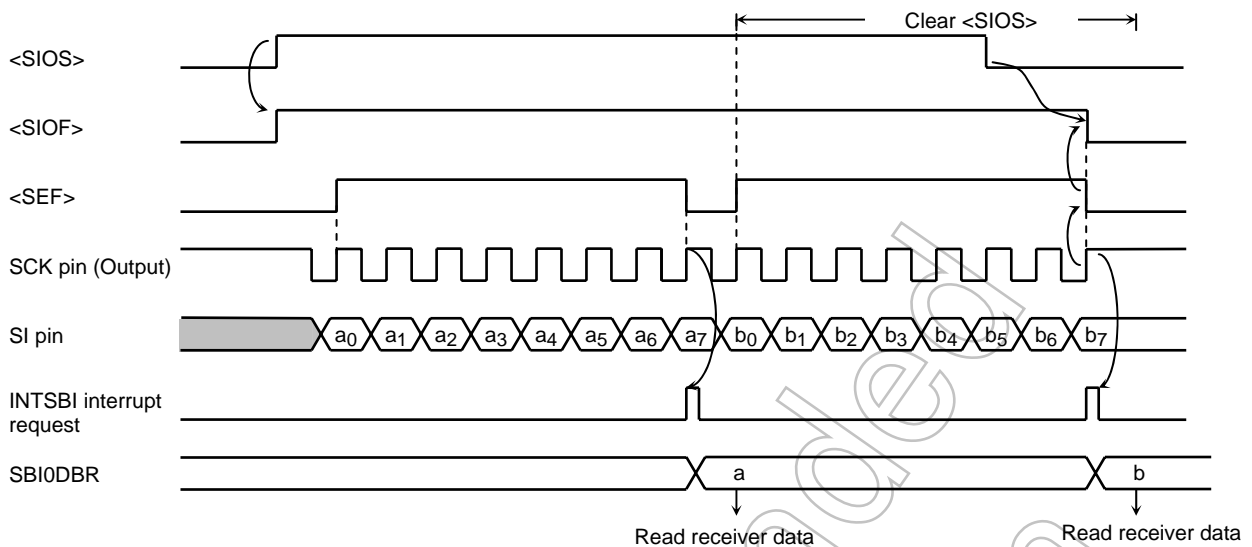 Clear <SIOS>
<SIOS>
<SIOF>
<SEF>
SCK pin (Output)
SI pin
a0 a1 a2 a3 a4 a5 a6 a7 b0 b1 b2 b3 b4 b5 b6 b7
INTSBI interrupt
request
SBI0DBR
a b
Read receiver data Read receiver data